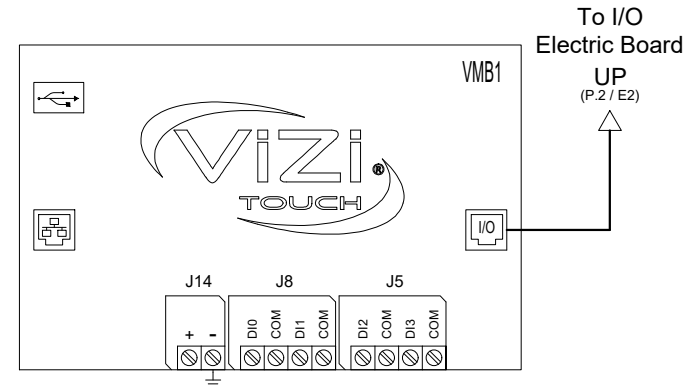 To I/O
Electric Board
UP
(P.2 / E2)
VMB1
ViZi®
TOUCH
I/O
J14 J8 J5
+ - DI0 COM DI1 COM DI2 COM DI3 COM